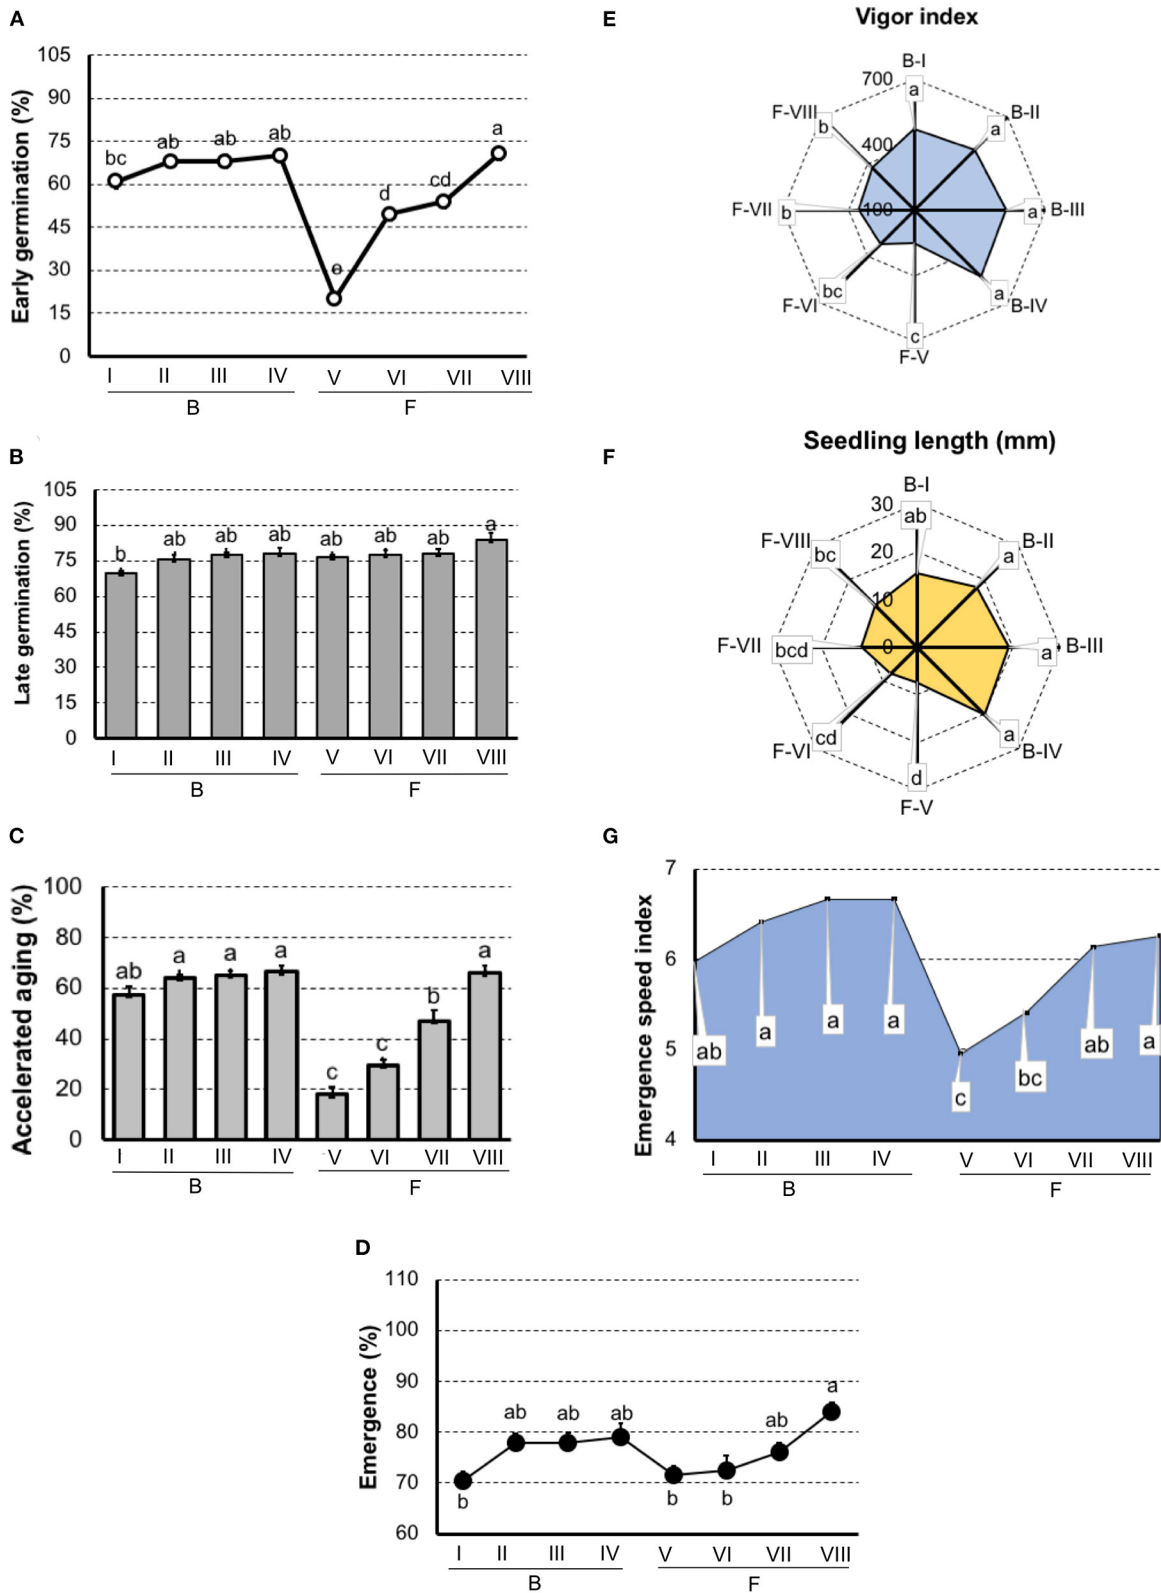 A
Early germination (%)
105
90
75
60
45
30
15
0
bc
ab
ab
ab
e
d
cd
a
I II III IV V VI VII VIII
B F
B
Late germination (%)
105
90
75
60
45
30
15
0
b ab ab ab ab ab ab a
I II III IV V VI VII VIII
B F
C
Accelerated aging (%)
100
80
60
40
20
0
ab a a a c c b a
I II III IV V VI VII VIII
B F
D
Emergence (%)
110
100
90
80
70
60
b ab ab ab b b ab a
I II III IV V VI VII VIII
B F
E
Vigor index
700
400
100
B-I
a
B-II
a
B-III
a
B-IV
a
F-V
c
F-VI
bc
F-VII
b
F-VIII
b
F
Seedling length (mm)
30
20
10
0
B-I
ab
B-II
a
B-III
a
B-IV
a
F-V
d
F-VI
cd
F-VII
bcd
F-VIII
bc
G
Emergence speed index
7
6
5
4
ab a a a c bc ab a
I II III IV V VI VII VIII
B F